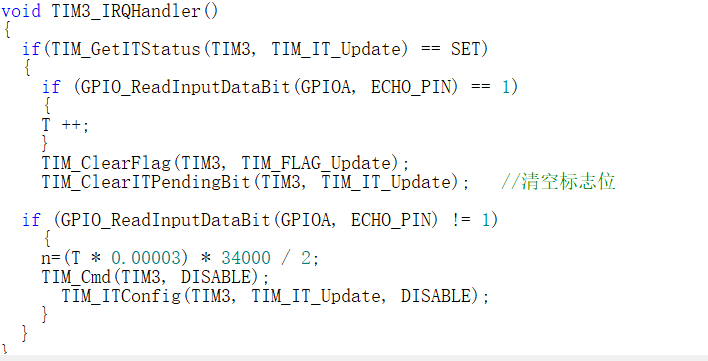 void TIM3_IRQHandler()
{
  if(TIM_GetITStatus(TIM3, TIM_IT_Update) == SET)
  {
    if (GPIO_ReadInputDataBit(GPIOA, ECHO_PIN) == 1)
    {
    T ++;
    }
    TIM_ClearFlag(TIM3, TIM_FLAG_Update);
    TIM_ClearITPendingBit(TIM3, TIM_IT_Update);   //清空标志位
  if (GPIO_ReadInputDataBit(GPIOA, ECHO_PIN) != 1)
    {
    n=(T * 0.00003) * 34000 / 2;
    TIM_Cmd(TIM3, DISABLE);
      TIM_ITConfig(TIM3, TIM_IT_Update, DISABLE);
    }
  }
}